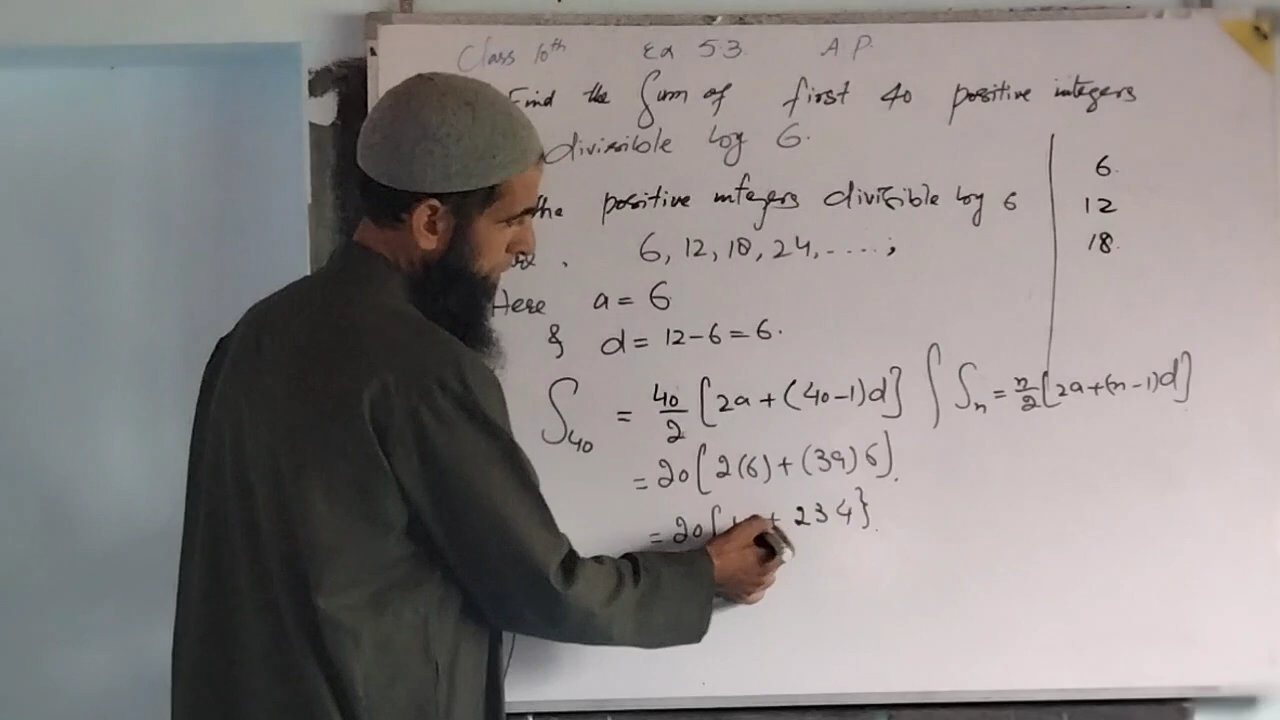 Class 10th Ex 5.3 A.P.
Find the Sum of first 40 positive integers
divisible by 6.
the positive integers divisible by 6
are, 6, 12, 18, 24, .....;
Here a = 6
& d = 12-6 = 6.
S₄₀ = 40/2 [2a + (40-1)d] ∫ Sₙ = n/2 [2a+(n-1)d]
= 20[2(6) + (39)6].
= 20[ + 234}.
6.
12
18.